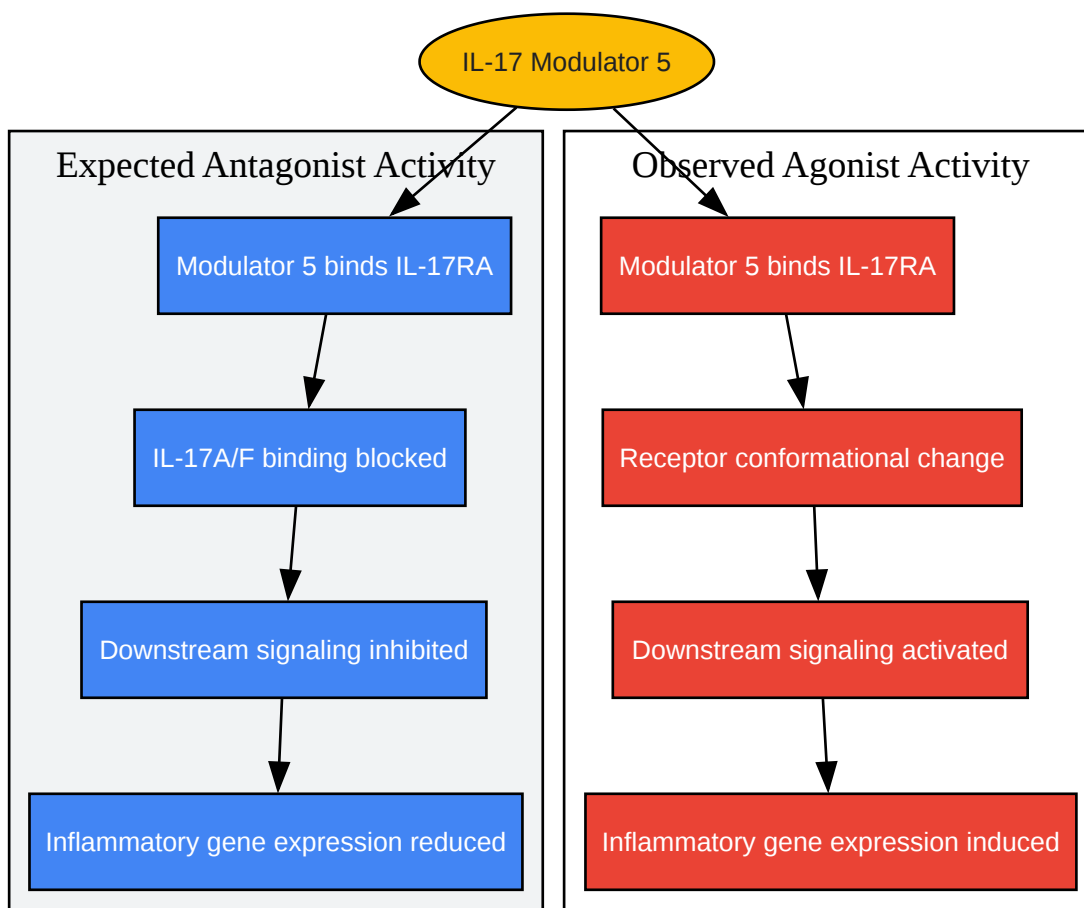 IL-17 Modulator 5
Expected Antagonist Activity
Modulator 5 binds IL-17RA
IL-17A/F binding blocked
Downstream signaling inhibited
Inflammatory gene expression reduced
Observed Agonist Activity
Modulator 5 binds IL-17RA
Receptor conformational change
Downstream signaling activated
Inflammatory gene expression induced